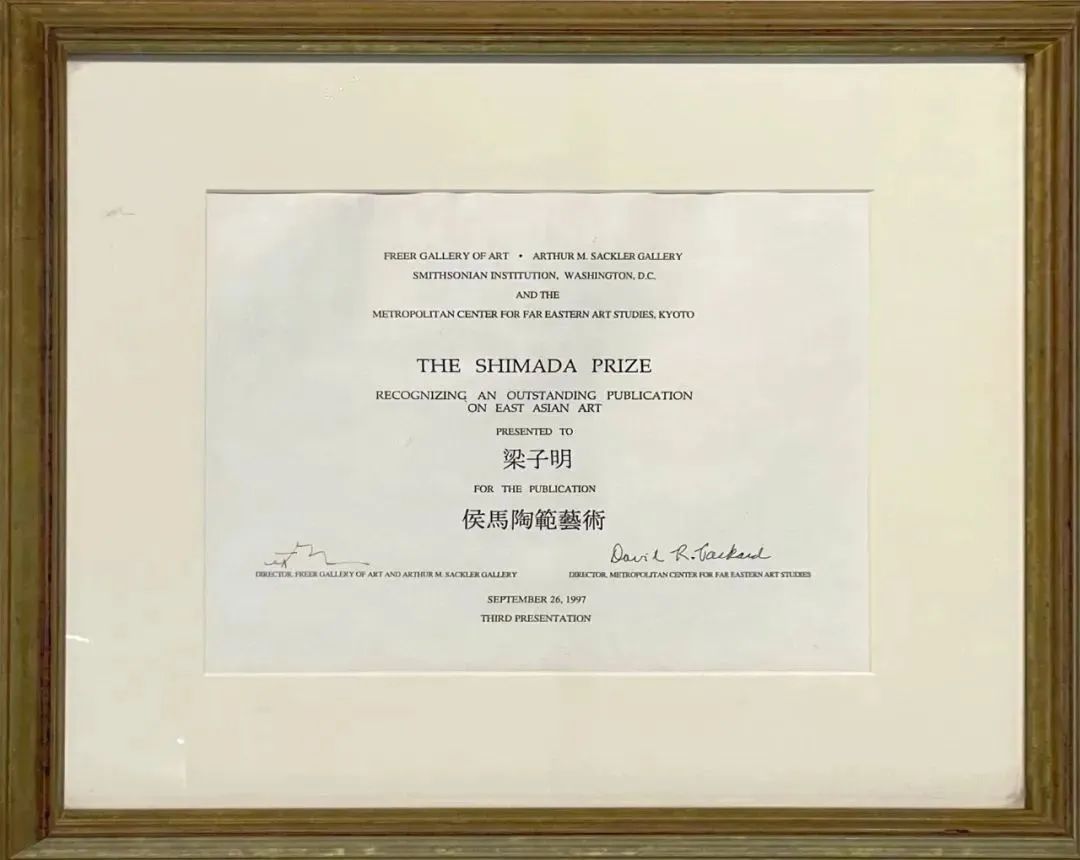 FREER GALLERY OF ART • ARTHUR M. SACKLER GALLERY
SMITHSONIAN INSTITUTION, WASHINGTON, D.C.
AND THE
METROPOLITAN CENTER FOR FAR EASTERN ART STUDIES, KYOTO
THE SHIMADA PRIZE
RECOGNIZING AN OUTSTANDING PUBLICATION
ON EAST ASIAN ART
PRESENTED TO
梁子明
FOR THE PUBLICATION
侯馬陶範藝術
David R. Packard
DIRECTOR, FREER GALLERY OF ART AND ARTHUR M. SACKLER GALLERY
DIRECTOR, METROPOLITAN CENTER FOR FAR EASTERN ART STUDIES
SEPTEMBER 26, 1997
THIRD PRESENTATION